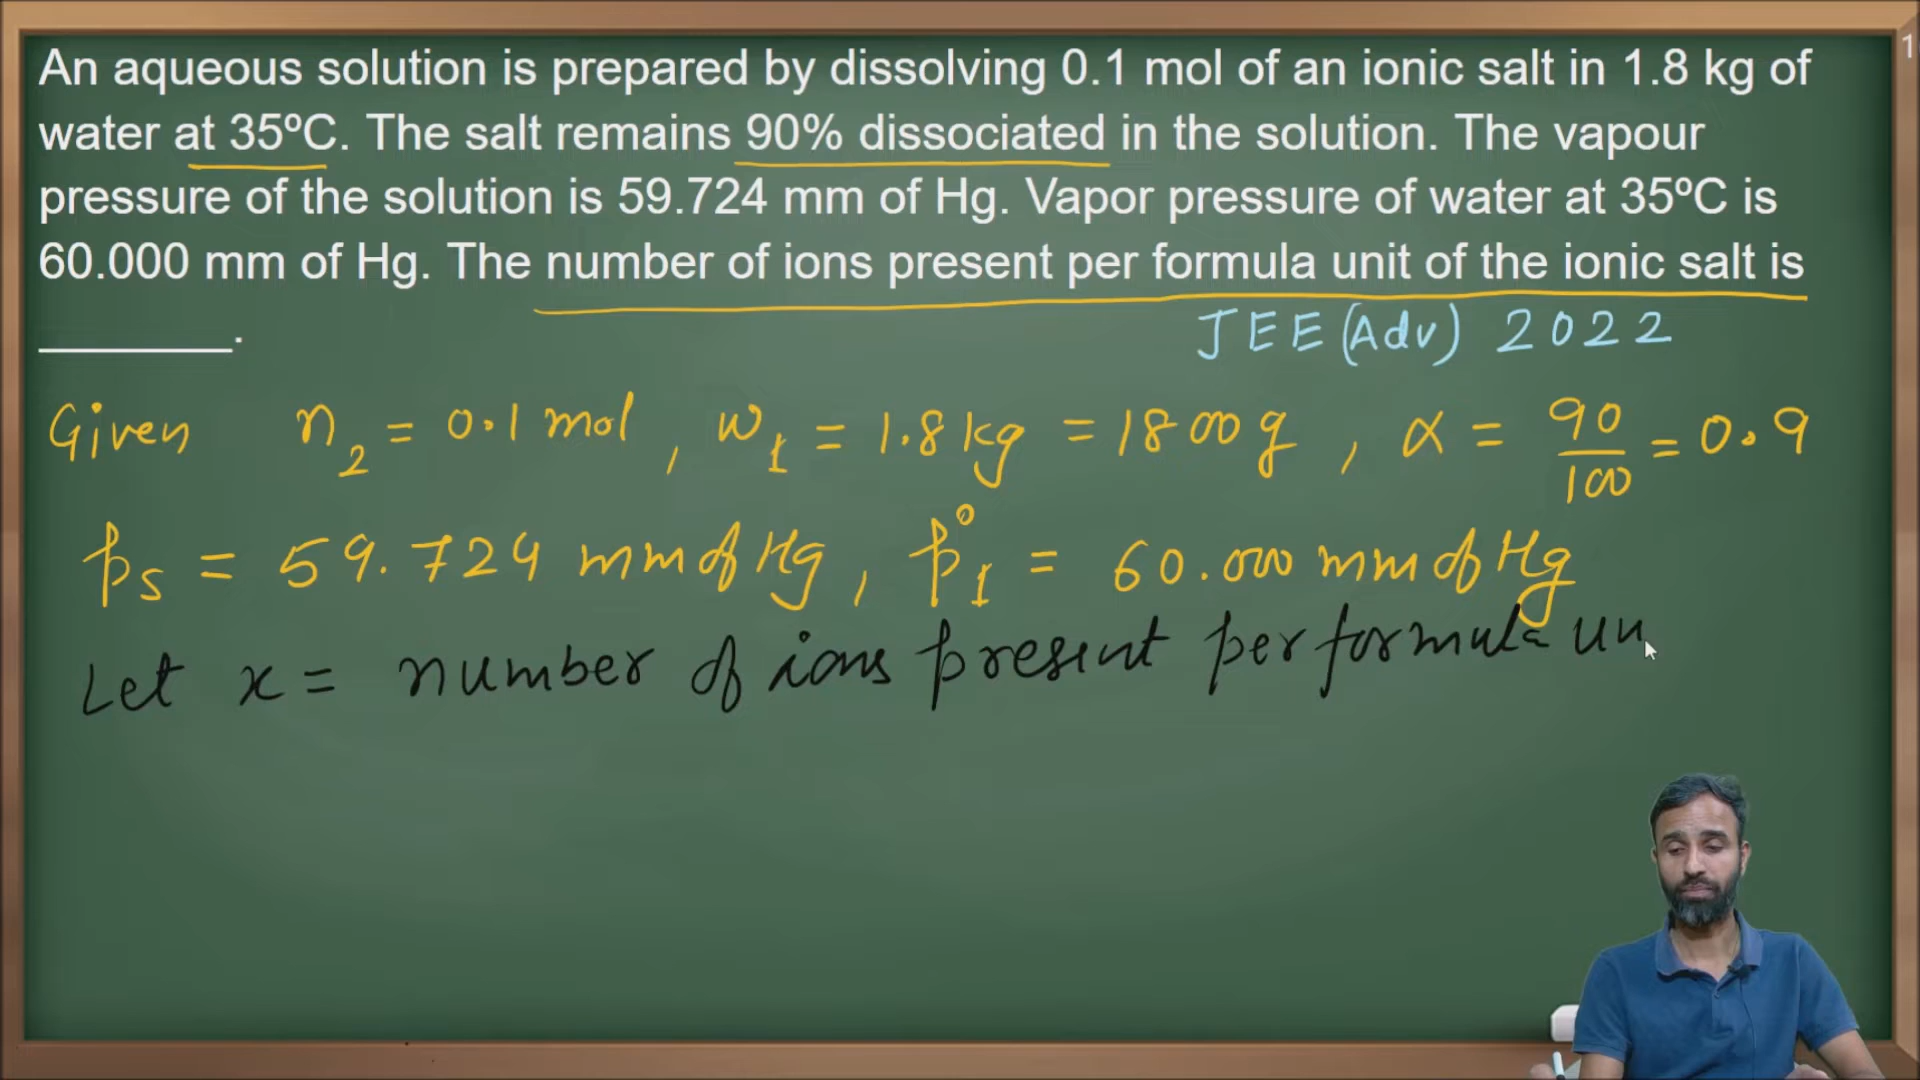 An aqueous solution is prepared by dissolving 0.1 mol of an ionic salt in 1.8 kg of
water at 35ºC. The salt remains 90% dissociated in the solution. The vapour
pressure of the solution is 59.724 mm of Hg. Vapor pressure of water at 35ºC is
60.000 mm of Hg. The number of ions present per formula unit of the ionic salt is
________.
JEE (Adv) 2022
Given n₂ = 0.1 mol, w₁ = 1.8 kg = 1800 g, α = 90/100 = 0.9
pₛ = 59.724 mm of Hg, p₁⁰ = 60.000 mm of Hg
Let x = number of ions present per formula un
1